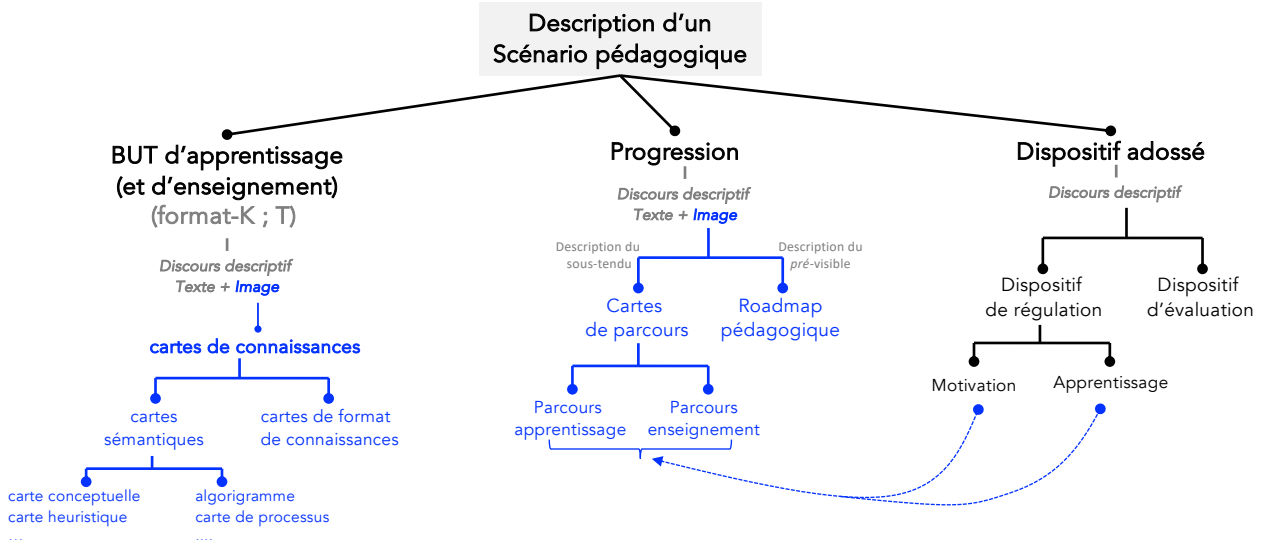 Description d’un
Scénario pédagogique
BUT d’apprentissage
(et d’enseignement)
(format-K ; T)
Discours descriptif
Texte + Image
cartes de connaissances
cartes
sémantiques
cartes de format
de connaissances
carte conceptuelle
carte heuristique
...
algorigramme
carte de processus
....
Progression
Discours descriptif
Texte + Image
Description du
sous-tendu
Description du
pré-visible
Cartes
de parcours
Roadmap
pédagogique
Parcours
apprentissage
Parcours
enseignement
Dispositif adossé
Discours descriptif
Dispositif
de régulation
Dispositif
d’évaluation
Motivation
Apprentissage